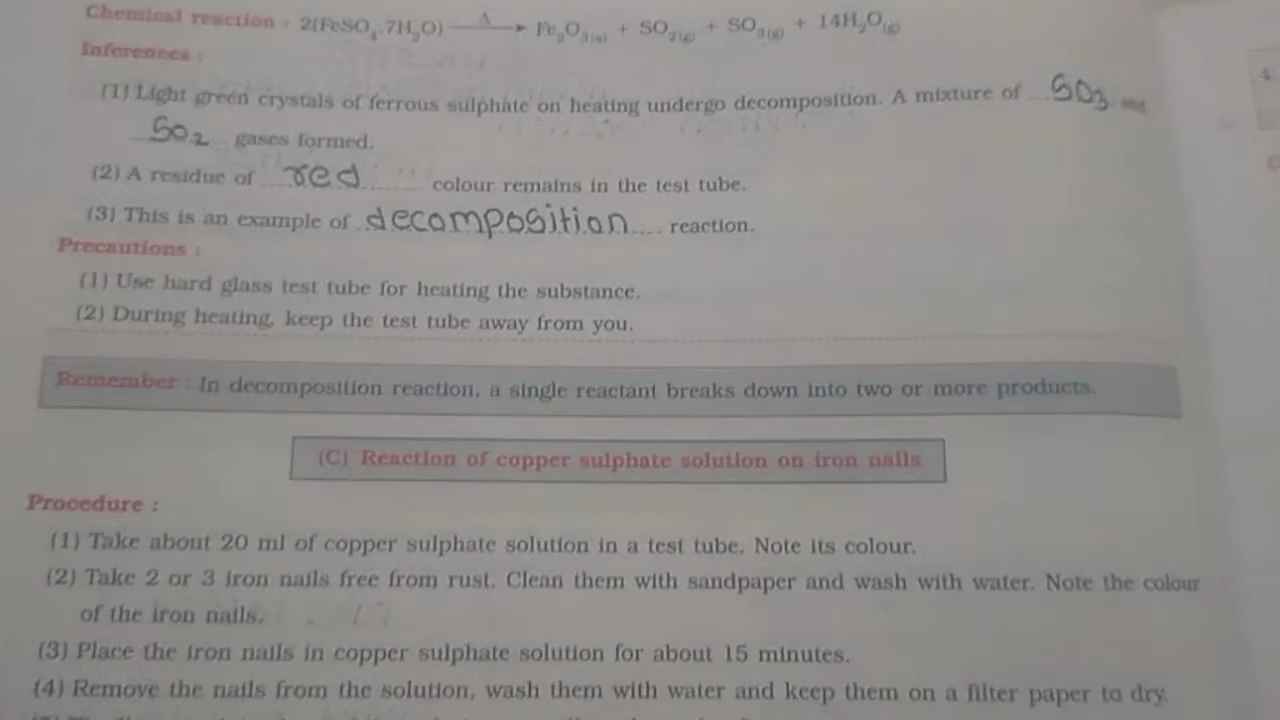 Chemical reaction : 2(FeSO₄.7H₂O) —Δ→ Fe₂O₃₍ₛ₎ + SO₂₍g₎ + SO₃₍g₎ + 14H₂O₍g₎
Inferences :
(1) Light green crystals of ferrous sulphate on heating undergo decomposition. A mixture of SO₃ and
SO₂ gases formed.
(2) A residue of red colour remains in the test tube.
(3) This is an example of decomposition reaction.
Precautions :
(1) Use hard glass test tube for heating the substance.
(2) During heating, keep the test tube away from you.
Remember : In decomposition reaction, a single reactant breaks down into two or more products.
(C) Reaction of copper sulphate solution on iron nails
Procedure :
(1) Take about 20 ml of copper sulphate solution in a test tube. Note its colour.
(2) Take 2 or 3 iron nails free from rust. Clean them with sandpaper and wash with water. Note the colour
of the iron nails.
(3) Place the iron nails in copper sulphate solution for about 15 minutes.
(4) Remove the nails from the solution, wash them with water and keep them on a filter paper to dry.